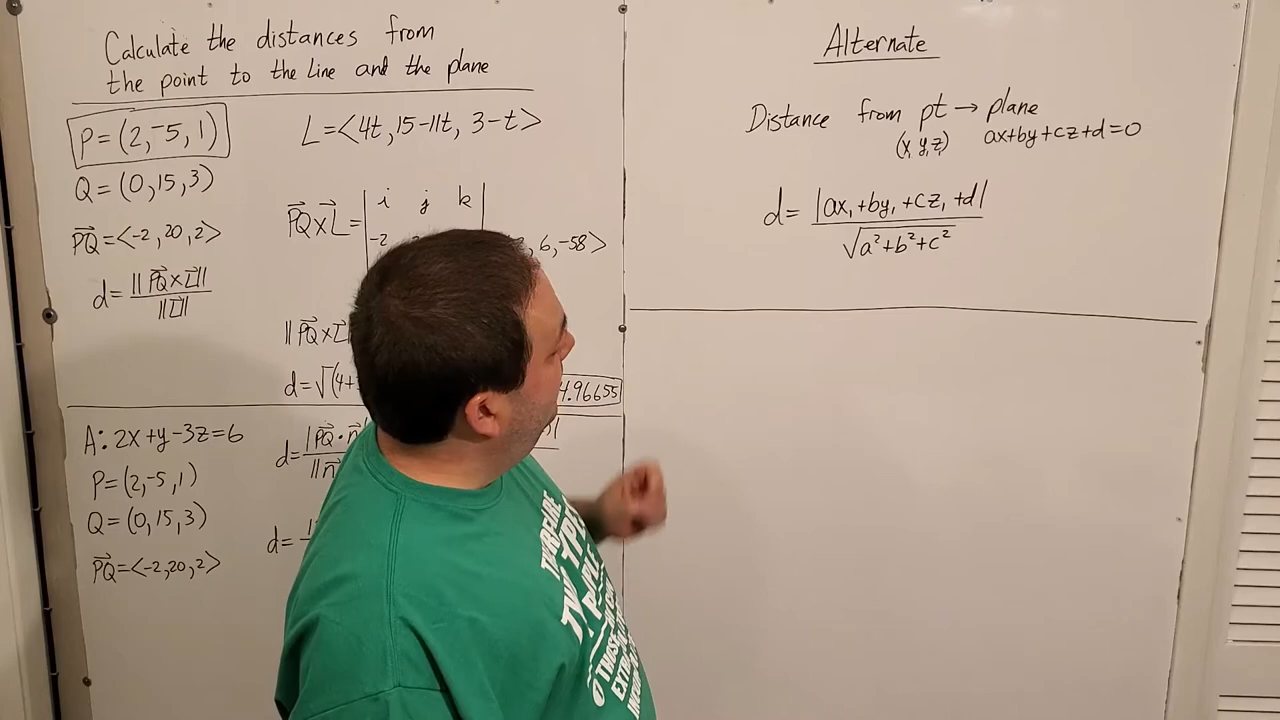 Calculate the distances from
the point to the line and the plane
P=(2,-5,1)
L=<4t,15-11t, 3-t>
Q=(0,15,3)
PQ=<-2, 20, 2>
d= ||PQ×L|| / ||L||
PQ×L= | i j k |
-2
, 6, -58>
||PQ×L
d=√(4+
4.96655
A: 2x+y-3z=6
P=(2,-5,1)
Q=(0,15,3)
PQ=<-2,20,2>
d= |PQ·n / ||n
d=
Alternate
Distance from pt → plane
(x₁ y₁ z₁) ax+by+cz+d=0
d= |ax₁+by₁+cz₁+d| / √a²+b²+c²